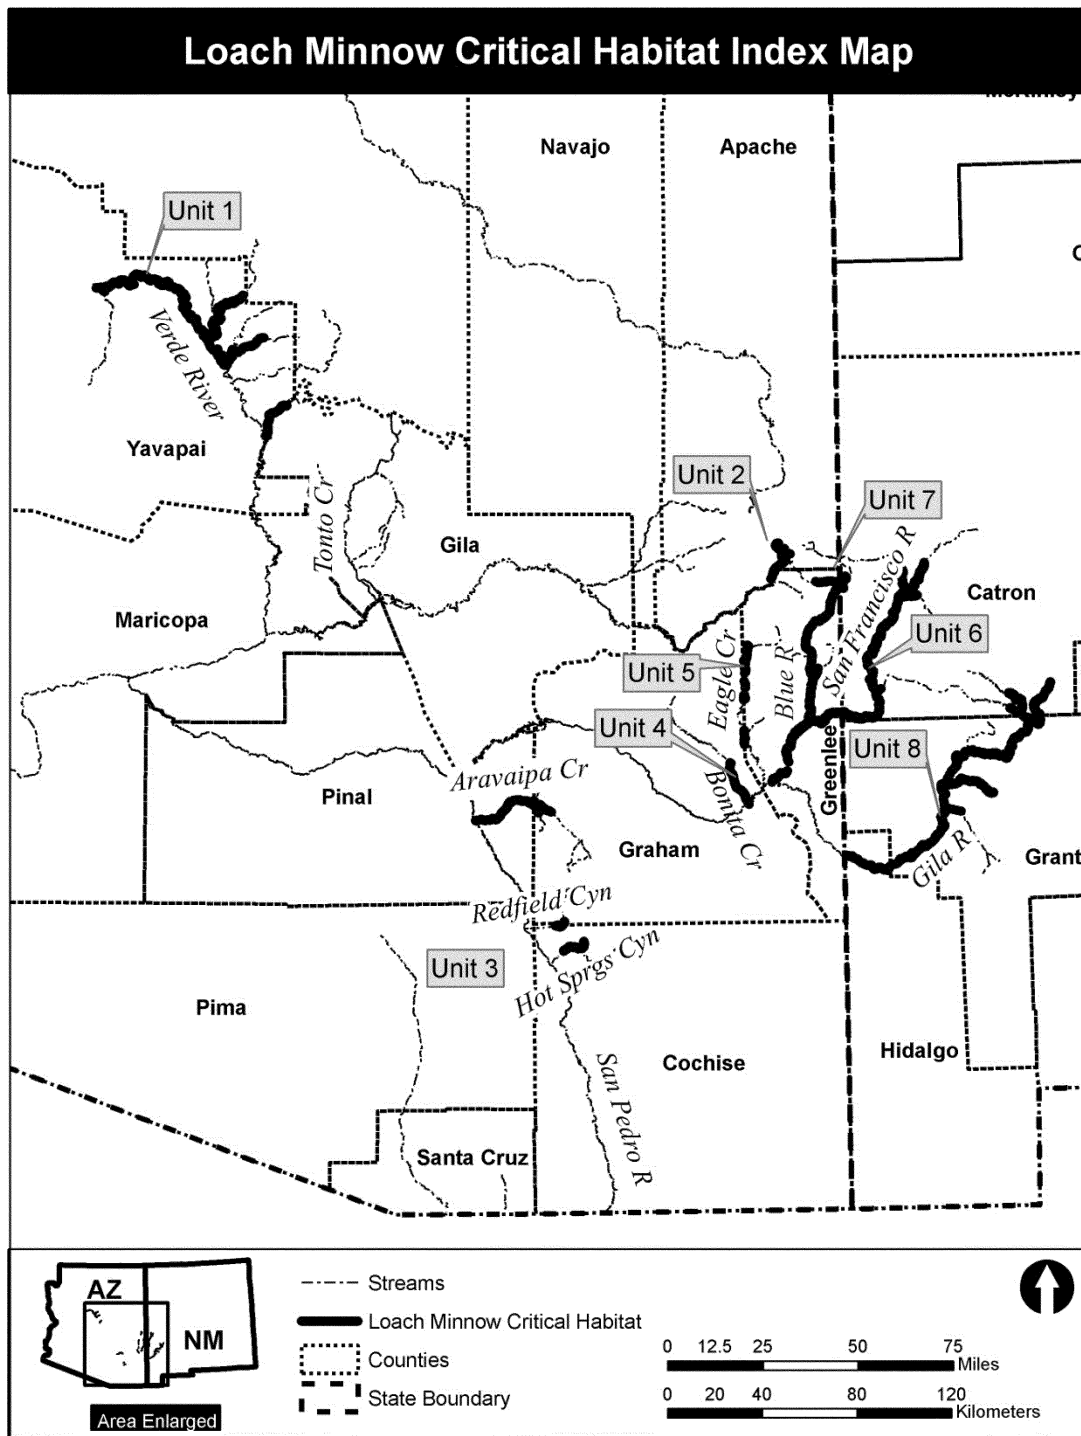 Loach Minnow Critical Habitat Index Map
McKinley
Navajo
Apache
Unit 1
C
Verde River
Yavapai
Unit 2
Unit 7
Tonto Cr
Gila
San Francisco R
Catron
Maricopa
Unit 6
Unit 5
Eagle Cr
Blue R
Unit 4
Unit 8
Greenlee
Aravaipa Cr
Pinal
Bonita Cr
Graham
Gila R
Grant
Redfield Cyn
Unit 3
Hot Sprgs Cyn
Pima
Cochise
Hidalgo
San Pedro R
Santa Cruz
AZ
NM
Area Enlarged
Streams
Loach Minnow Critical Habitat
Counties
State Boundary
0 12.5 25 50 75
Miles
0 20 40 80 120
Kilometers